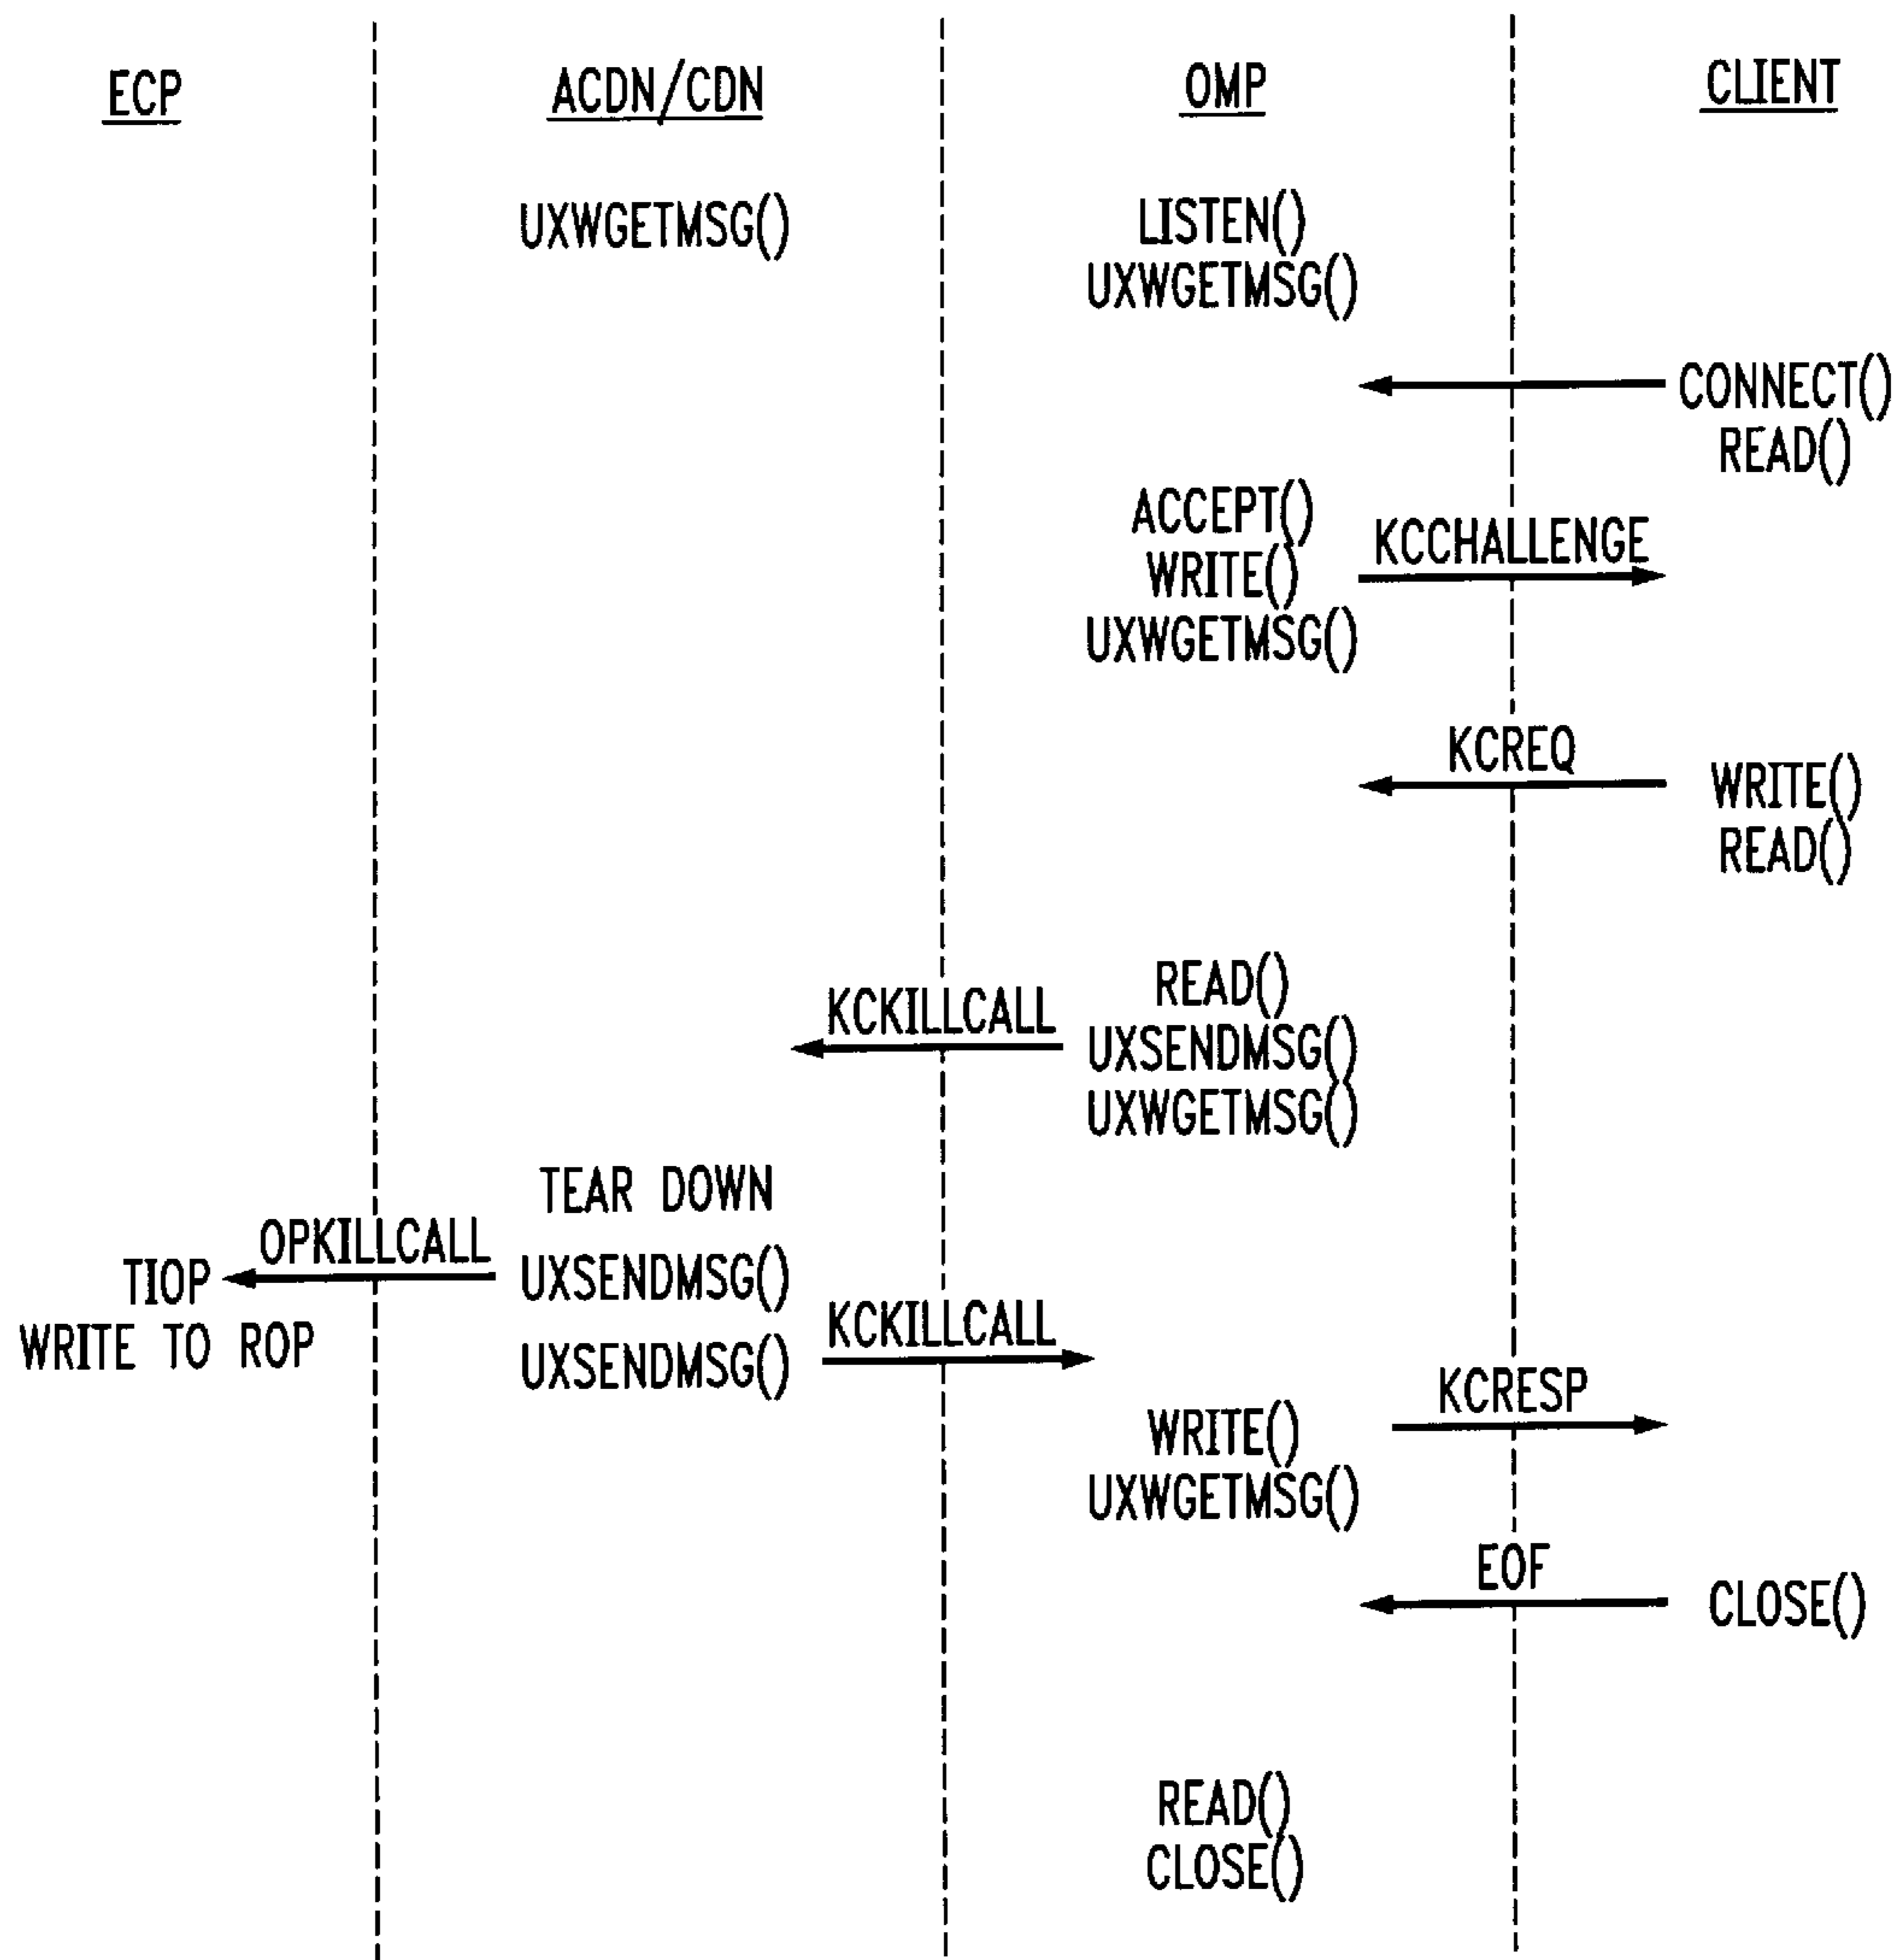 ECP ACDN/CDN OMP CLIENT
UXWGETMSG() LISTEN()
UXWGETMSG()
CONNECT()
READ()
ACCEPT()
KCCHALLENGE
WRITE()
UXWGETMSG()
KCREQ
WRITE()
READ()
READ()
KCKILLCALL
UXSENDMSG()
UXWGETMSG()
TEAR DOWN
OPKILLCALL
TIOP
UXSENDMSG()
WRITE TO ROP
KCKILLCALL
UXSENDMSG()
KCRESP
WRITE()
UXWGETMSG()
EOF
CLOSE()
READ()
CLOSE()